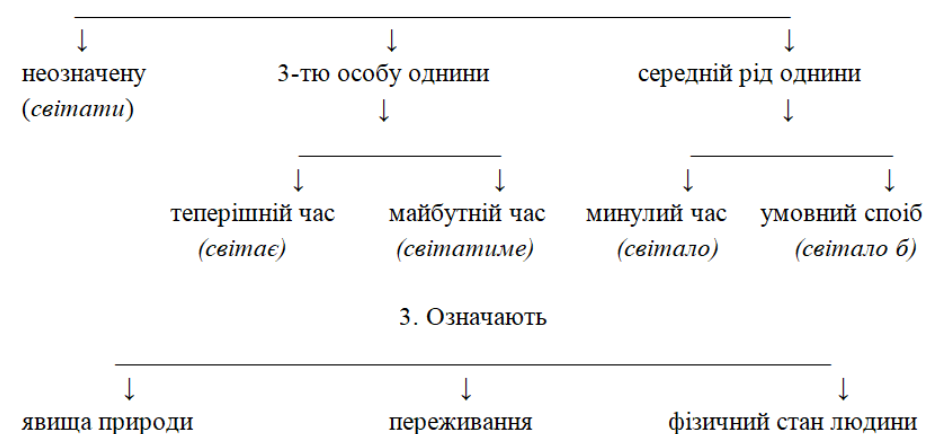 неозначену 3-тю особу однини середній рід однини
(світати)
теперішній час майбутній час минулий час умовний споіб
(світає) (світатиме) (світало) (світало б)
3. Означають
явища природи переживання фізичний стан людини